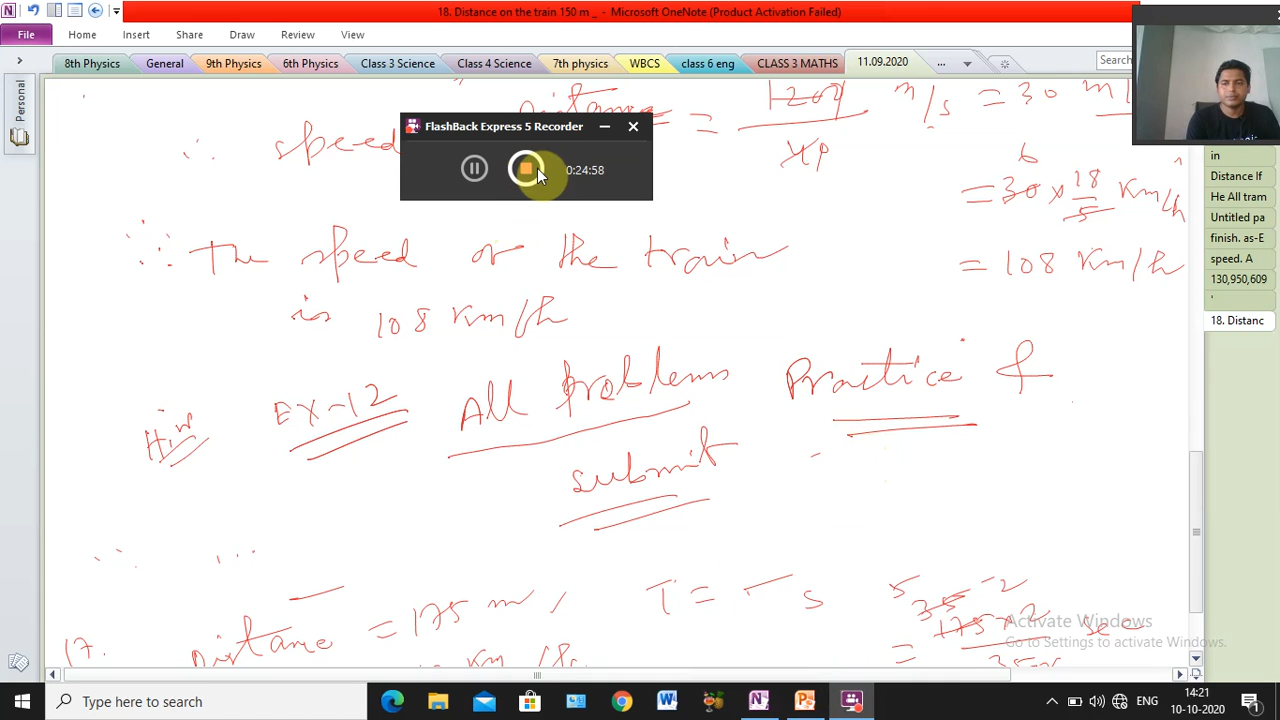 18. Distance on the train 150 m _ - Microsoft OneNote (Product Activation Failed)
File Home Insert Share Draw Review View
8th Physics General 9th Physics 6th Physics Class 3 Science Class 4 Science 7th physics WBCS class 6 eng CLASS 3 MATHS 11.09.2020 ... Search
Personal
FlashBack Express 5 Recorder
0:24:58
∴ speed = m/s = 30
= 30 × 18/5 Km/h
= 108 Km/h
∴ The speed of the train
is 108 Km/h
H.W EX-12 All Problems Practice &
submit
17. Distance = 175 m, T = s
sec
in
Distance If
He All tram
Untitled pa
finish. as-E
speed. A
130,950,609
'
18. Distanc
Activate Windows
Go to Settings to activate Windows.
Type here to search
14:21
10-10-2020